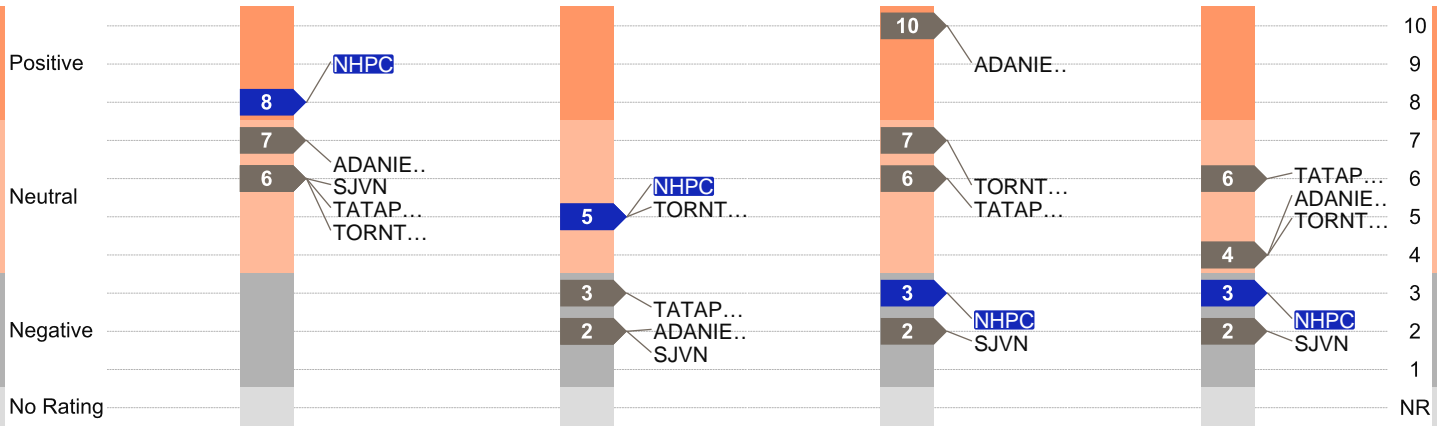 Positive
Neutral
Negative
No Rating
8
NHPC
7
ADANIE..
6
SJVN
TATAP...
TORNT...
5
NHPC
TORNT...
3
TATAP...
2
ADANIE..
SJVN
10
ADANIE..
7
TORNT...
6
TATAP...
3
NHPC
2
SJVN
6
TATAP...
4
ADANIE..
TORNT...
3
NHPC
2
SJVN
10
9
8
7
6
5
4
3
2
1
NR